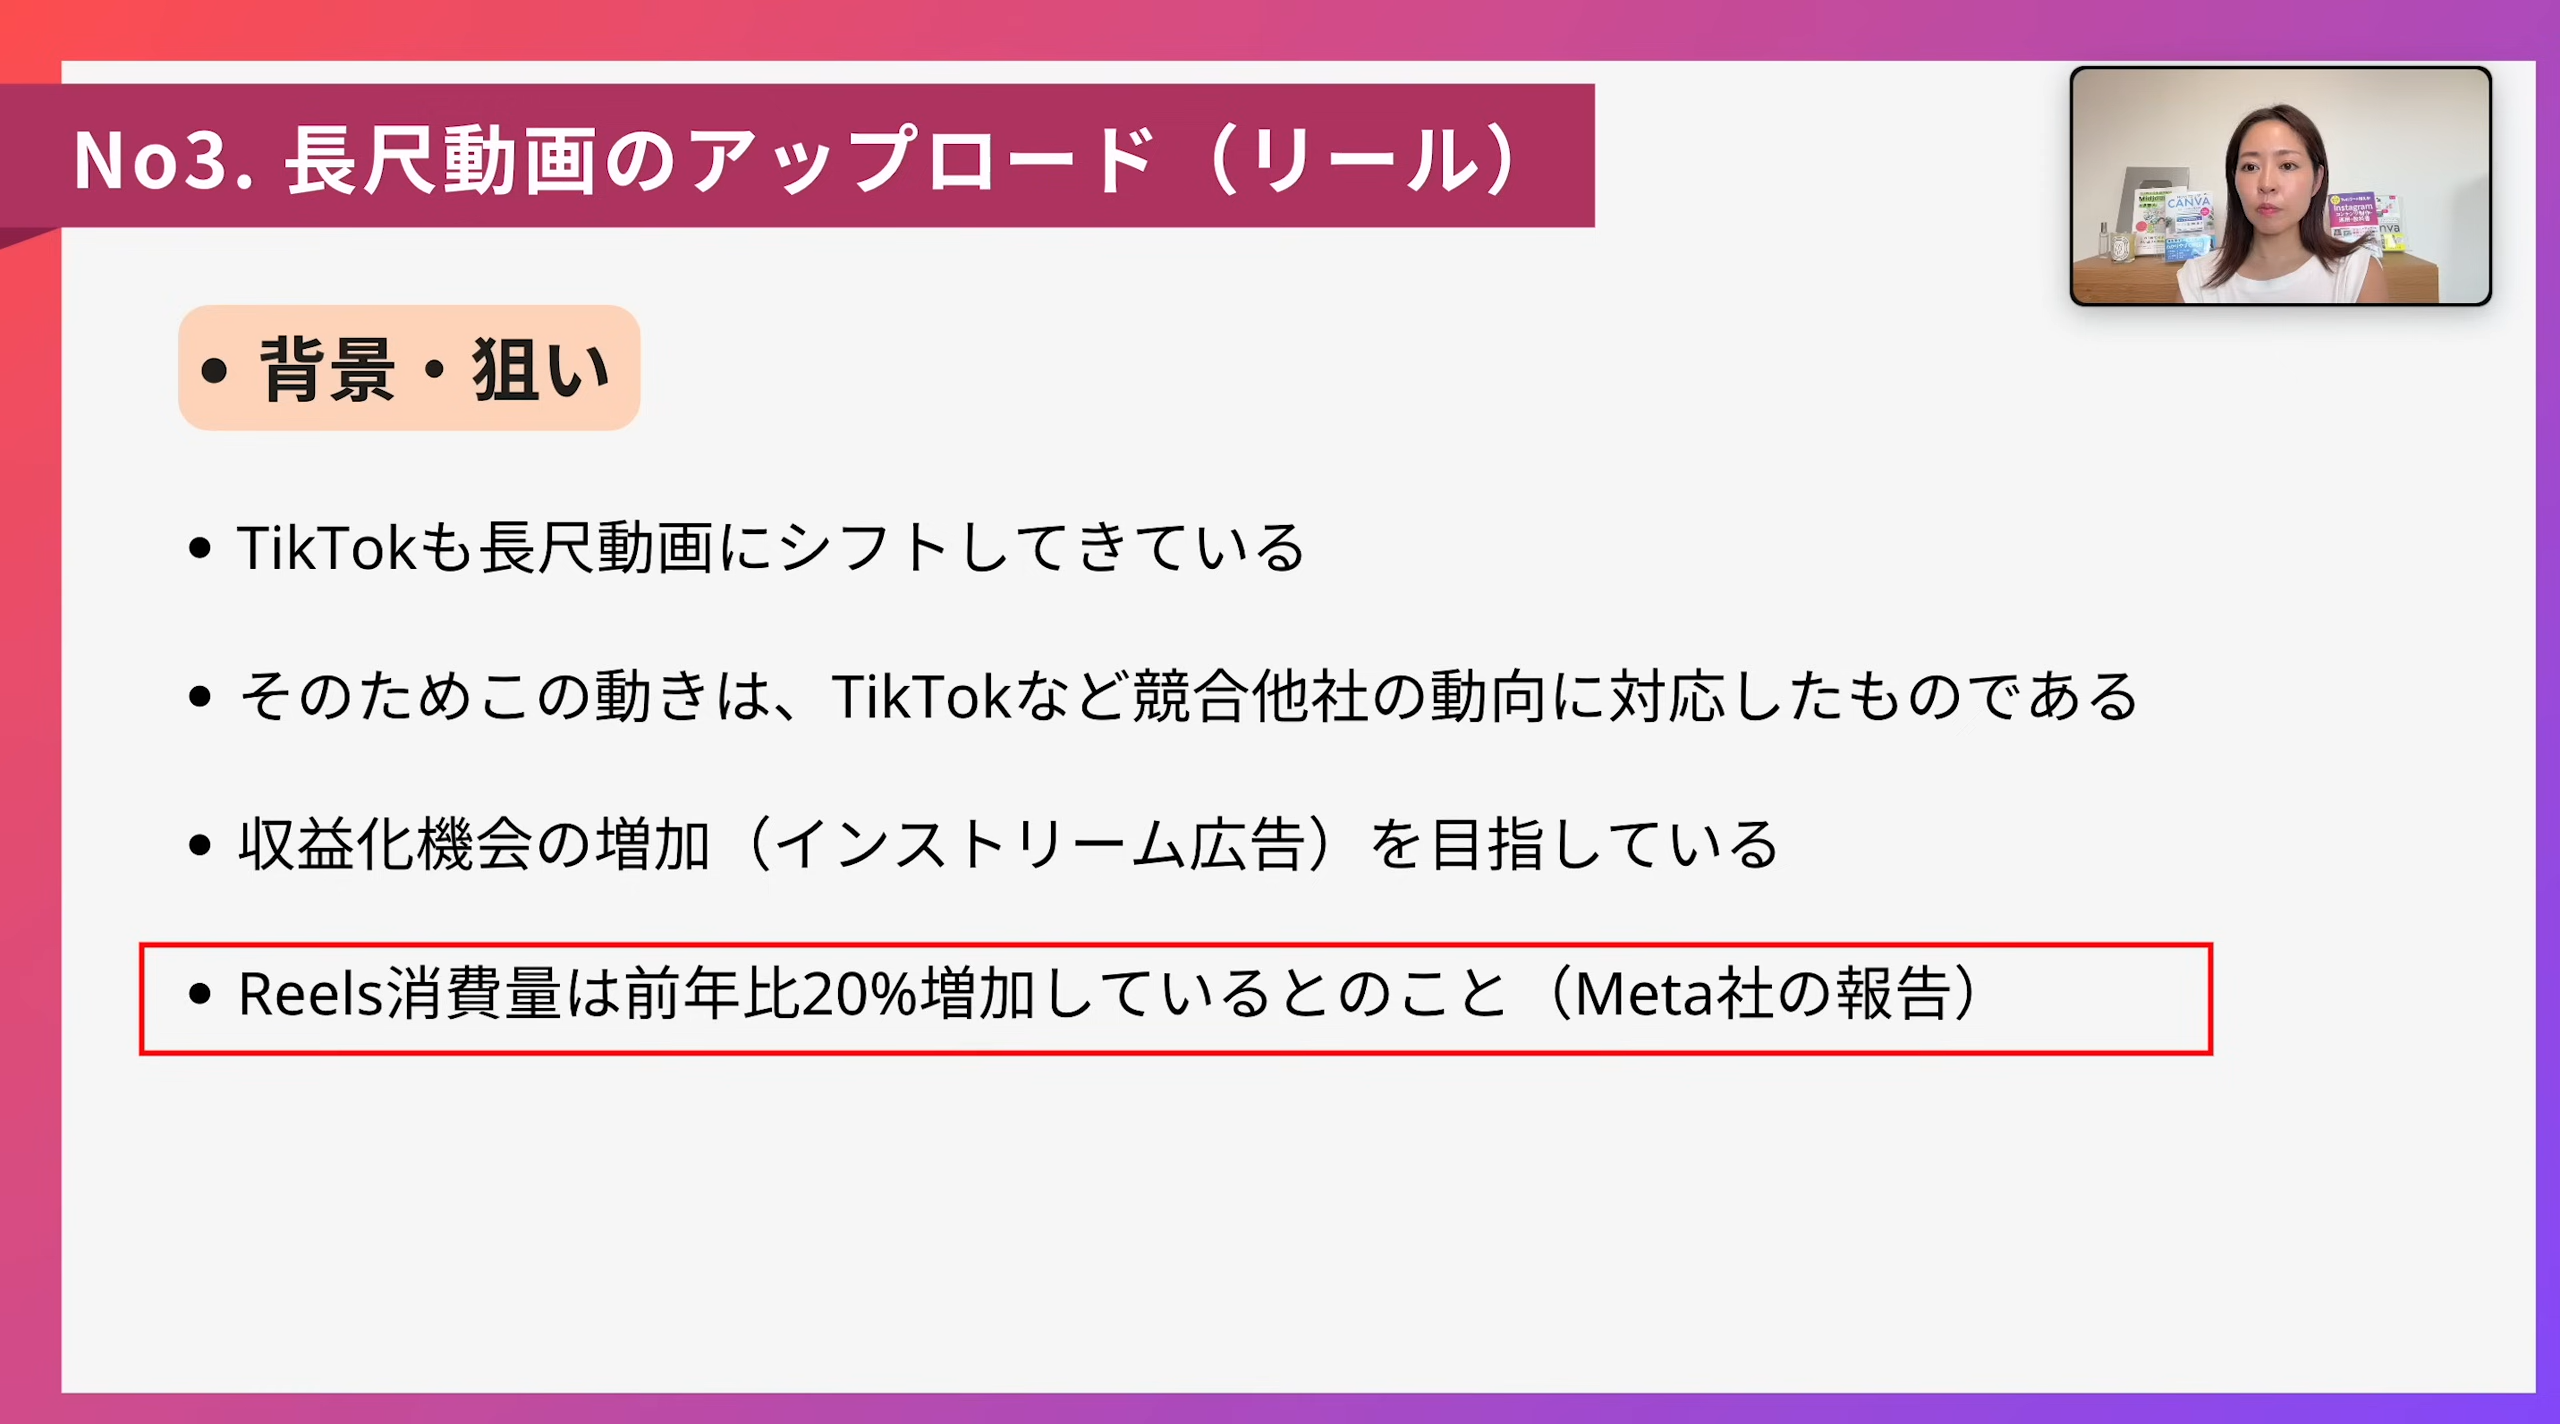 No3. 長尺動画のアップロード（リール）
• 背景・狙い
• TikTokも長尺動画にシフトしてきている
• そのためこの動きは、TikTokなど競合他社の動向に対応したものである
• 収益化機会の増加（インストリーム広告）を目指している
• Reels消費量は前年比20%増加しているとのこと（Meta社の報告）
CANVA
Instagram